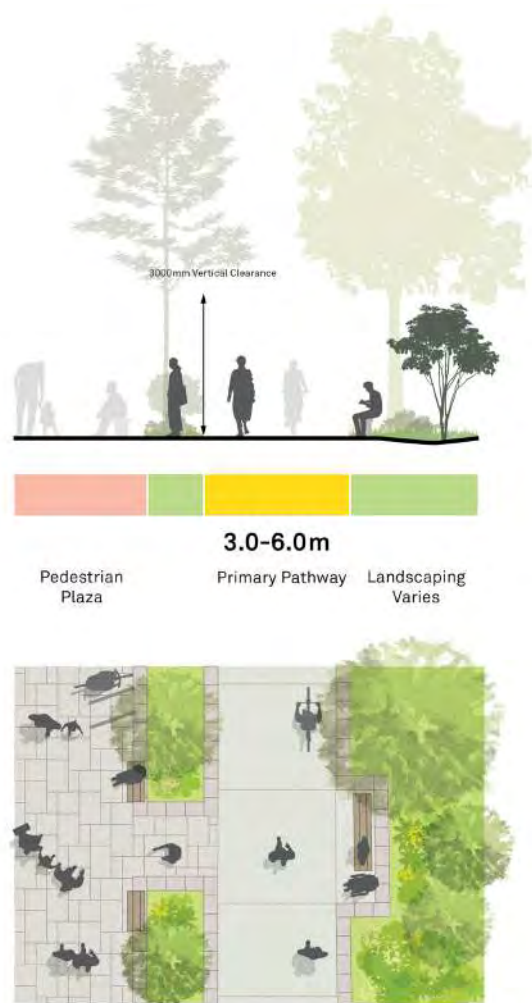 3000mm Vertical Clearance
3.0-6.0m
Pedestrian
Plaza
Primary Pathway
Landscaping
Varies